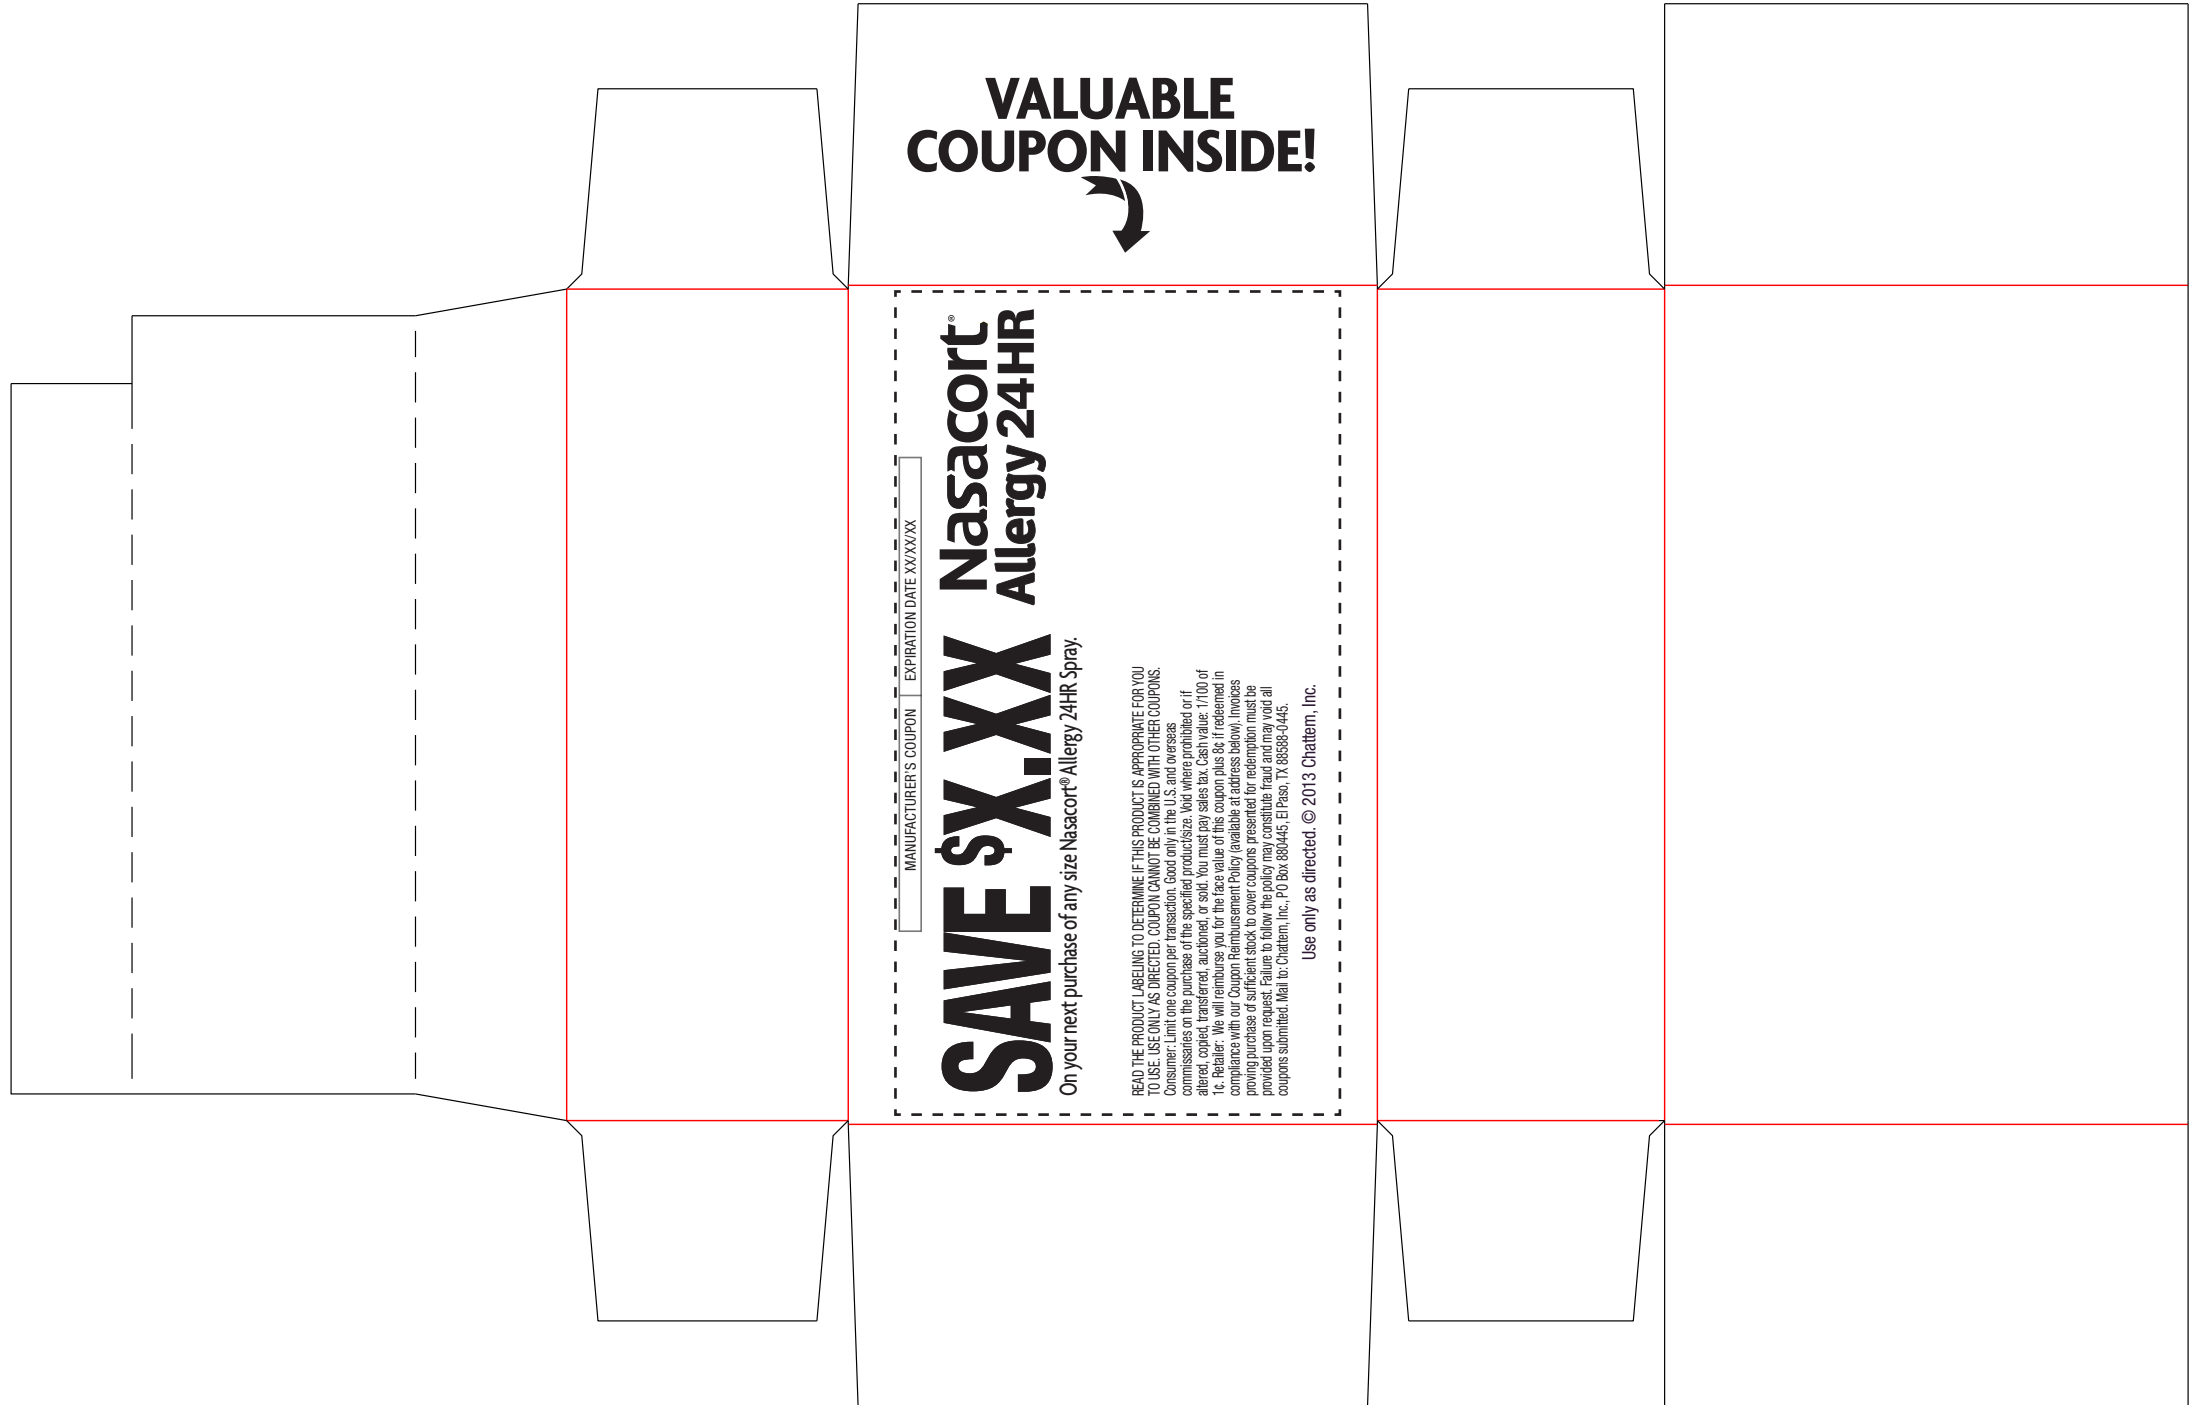 VALUABLE
COUPON INSIDE!
MANUFACTURER'S COUPON EXPIRATION DATE XX/XX/XX
SAVE $X.XX
Nasacort®
Allergy 24HR
On your next purchase of any size Nasacort® Allergy 24HR Spray.
READ THE PRODUCT LABELING TO DETERMINE IF THIS PRODUCT IS APPROPRIATE FOR YOU
TO USE. USE ONLY AS DIRECTED. COUPON CANNOT BE COMBINED WITH OTHER COUPONS.
Consumer: Limit one coupon per transaction. Good only in the U.S. and overseas
commissaries on the purchase of the specified product/size. Void where prohibited or if
altered, copied, transferred, auctioned, or sold. You must pay sales tax. Cash value: 1/100 of
1¢. Retailer: We will reimburse you for the face value of this coupon plus 8¢ if redeemed in
compliance with our Coupon Reimbursement Policy (available at address below). Invoices
proving purchase of sufficient stock to cover coupons presented for redemption must be
provided upon request. Failure to follow the policy may constitute fraud and may void all
coupons submitted. Mail to: Chattem, Inc., PO Box 880445, El Paso, TX 88588-0445.
Use only as directed. © 2013 Chattem, Inc.